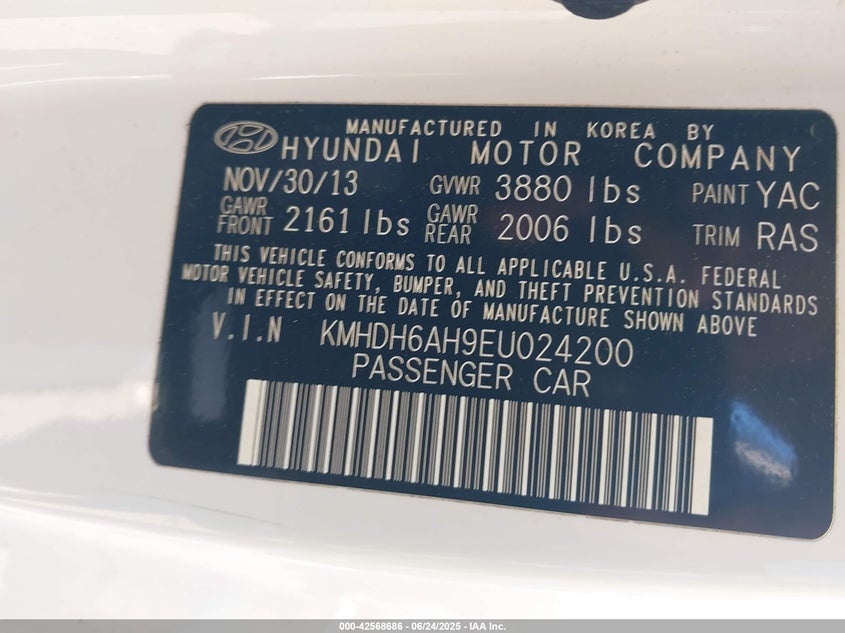 MANUFACTURED IN KOREA BY
HYUNDAI MOTOR COMPANY
NOV/30/13 GVWR 3880 lbs PAINT YAC
GAWR FRONT 2161 lbs GAWR REAR 2006 lbs TRIM RAS
THIS VEHICLE CONFORMS TO ALL APPLICABLE U.S.A. FEDERAL
MOTOR VEHICLE SAFETY, BUMPER, AND THEFT PREVENTION STANDARDS
IN EFFECT ON THE DATE OF MANUFACTURE SHOWN ABOVE
V.I.N KMHDH6AH9EU024200
PASSENGER CAR
000-42568686 - 06/24/2025 - IAA Inc.